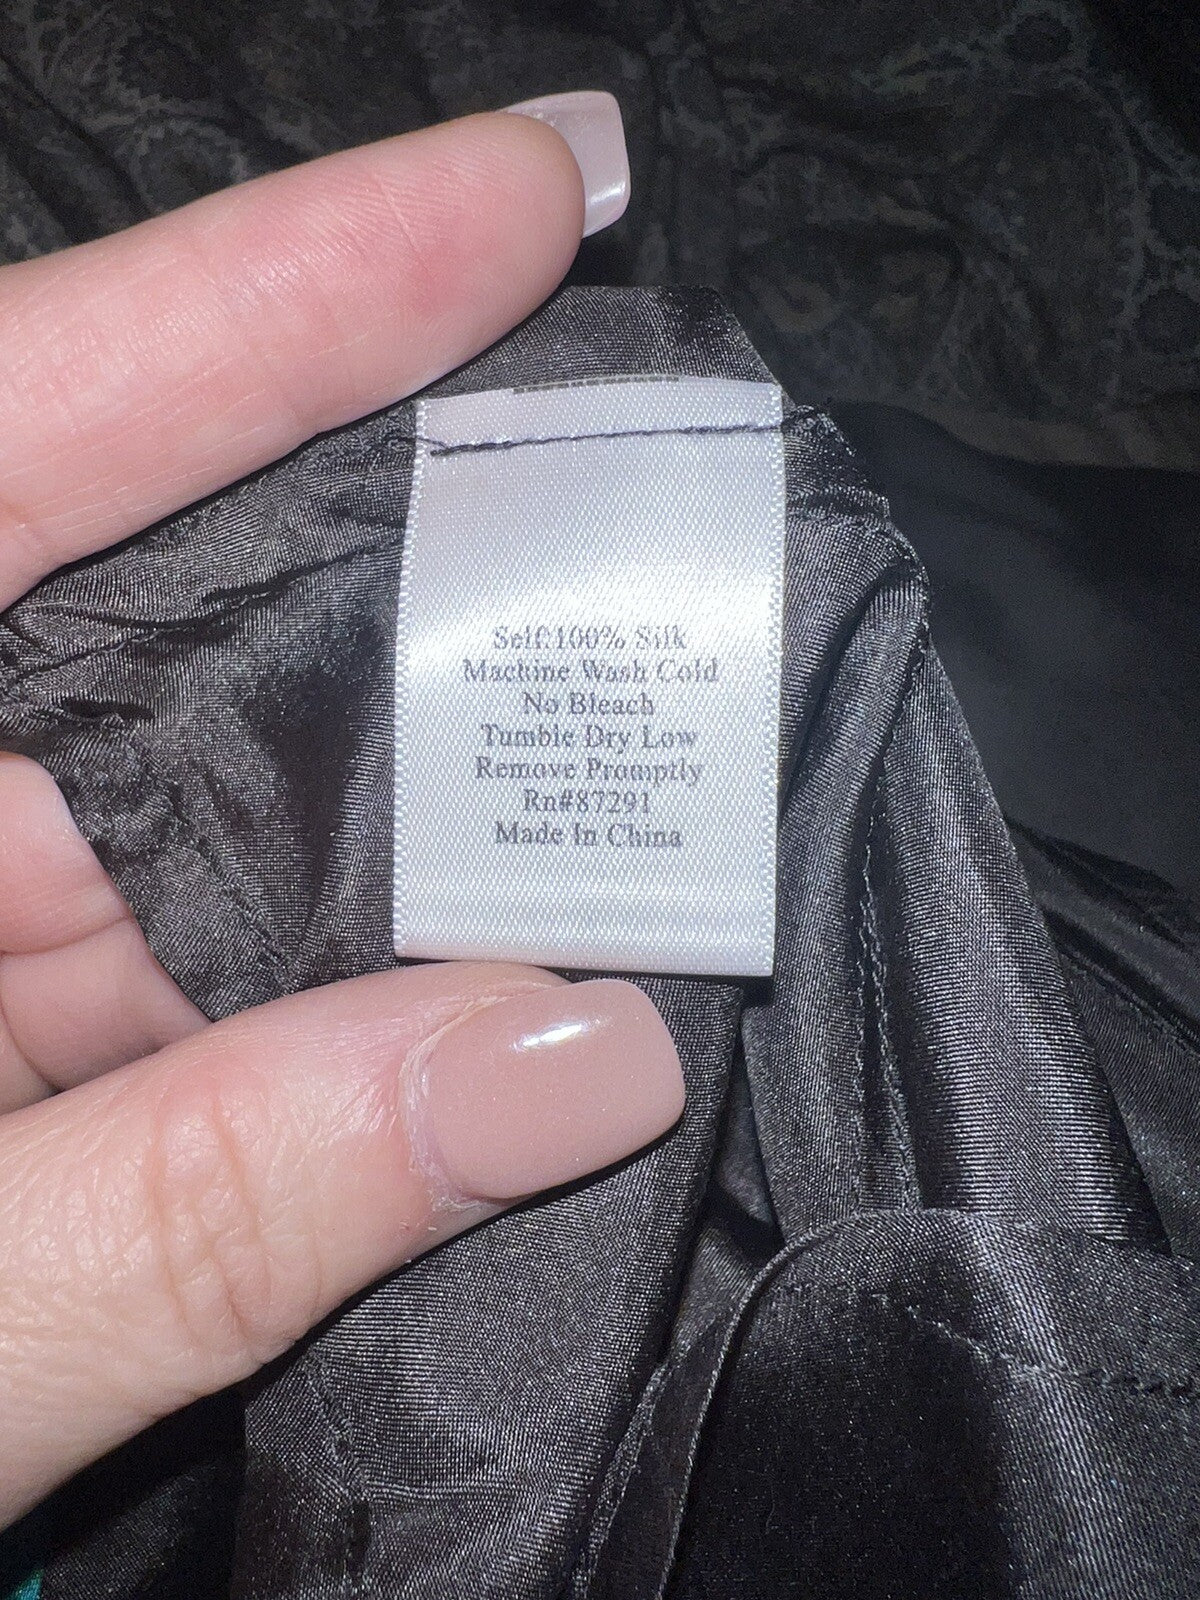 Self:100% Silk
Machine Wash Cold
No Bleach
Tumble Dry Low
Remove Promptly
Rn#87291
Made In China